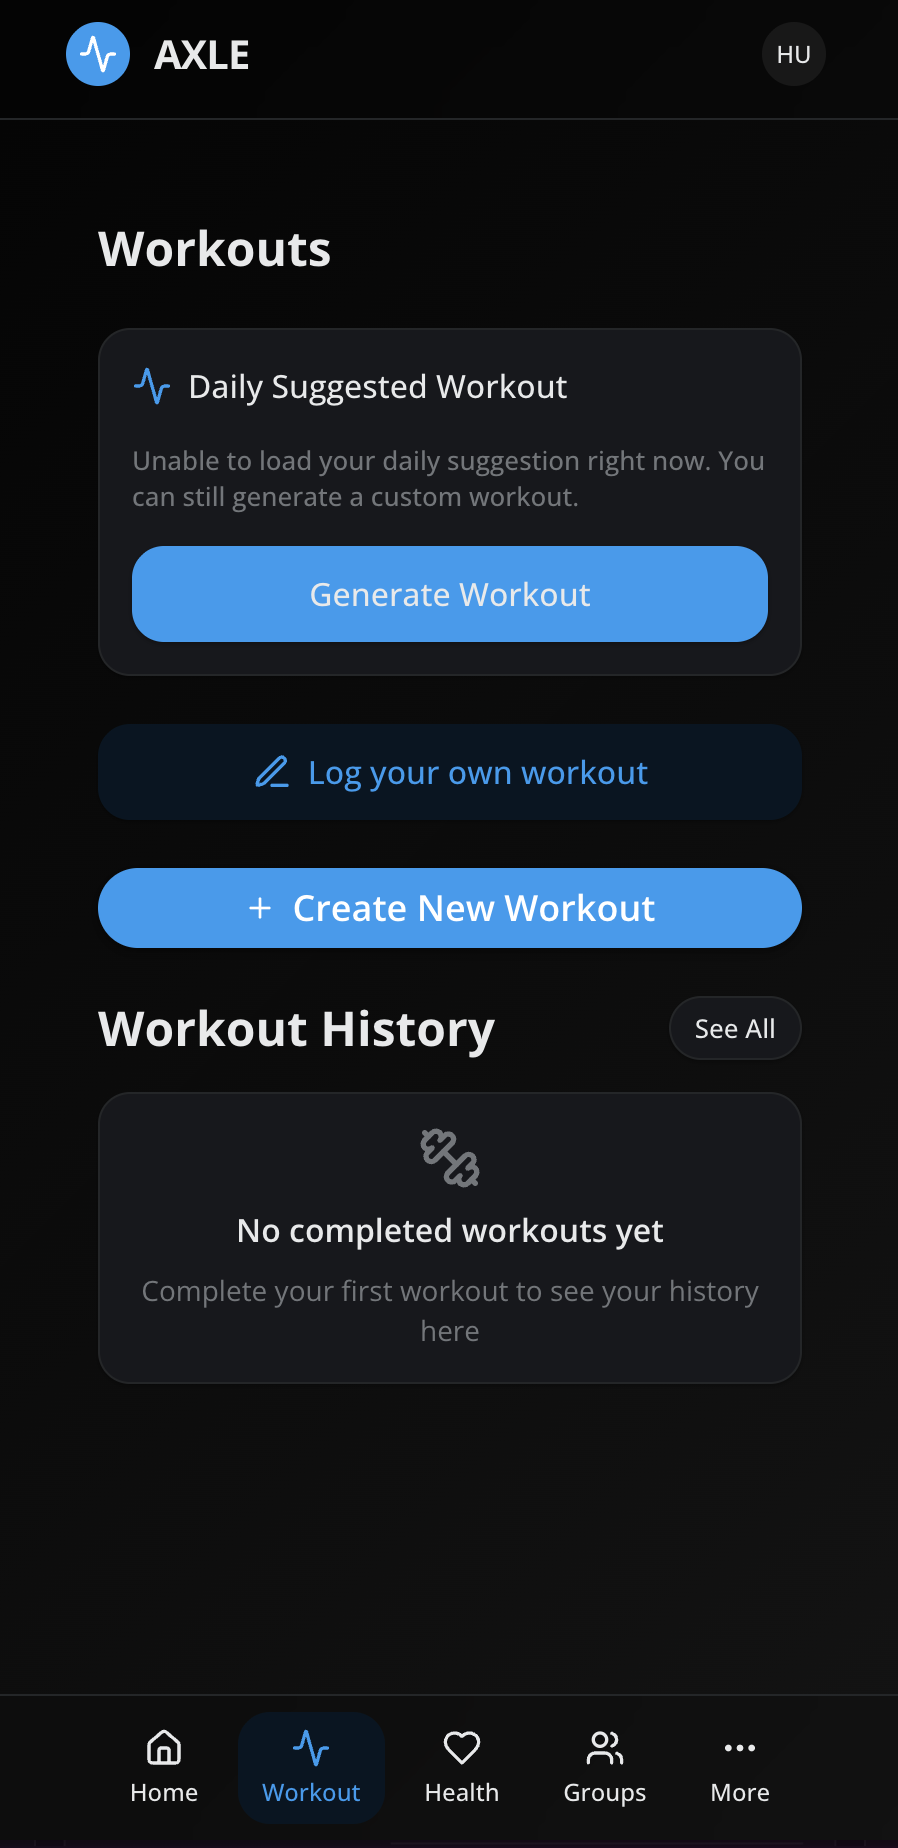 AXLE
HU
Workouts
Daily Suggested Workout
Unable to load your daily suggestion right now. You
can still generate a custom workout.
Generate Workout
Log your own workout
+ Create New Workout
Workout History
See All
No completed workouts yet
Complete your first workout to see your history
here
Home
Workout
Health
Groups
More